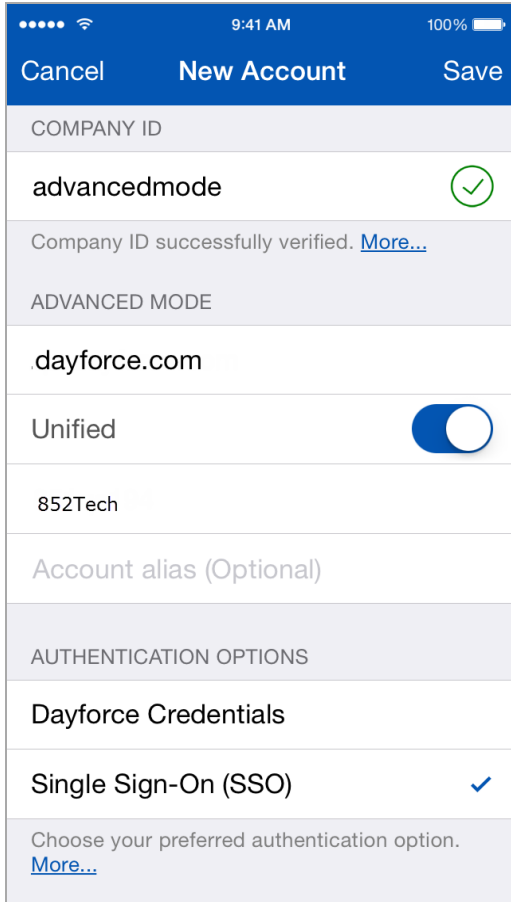 9:41 AM 100%
Cancel New Account Save
COMPANY ID
advancedmode
Company ID successfully verified. More...
ADVANCED MODE
.dayforce.com
Unified
852Tech
Account alias (Optional)
AUTHENTICATION OPTIONS
Dayforce Credentials
Single Sign-On (SSO)
Choose your preferred authentication option.
More...